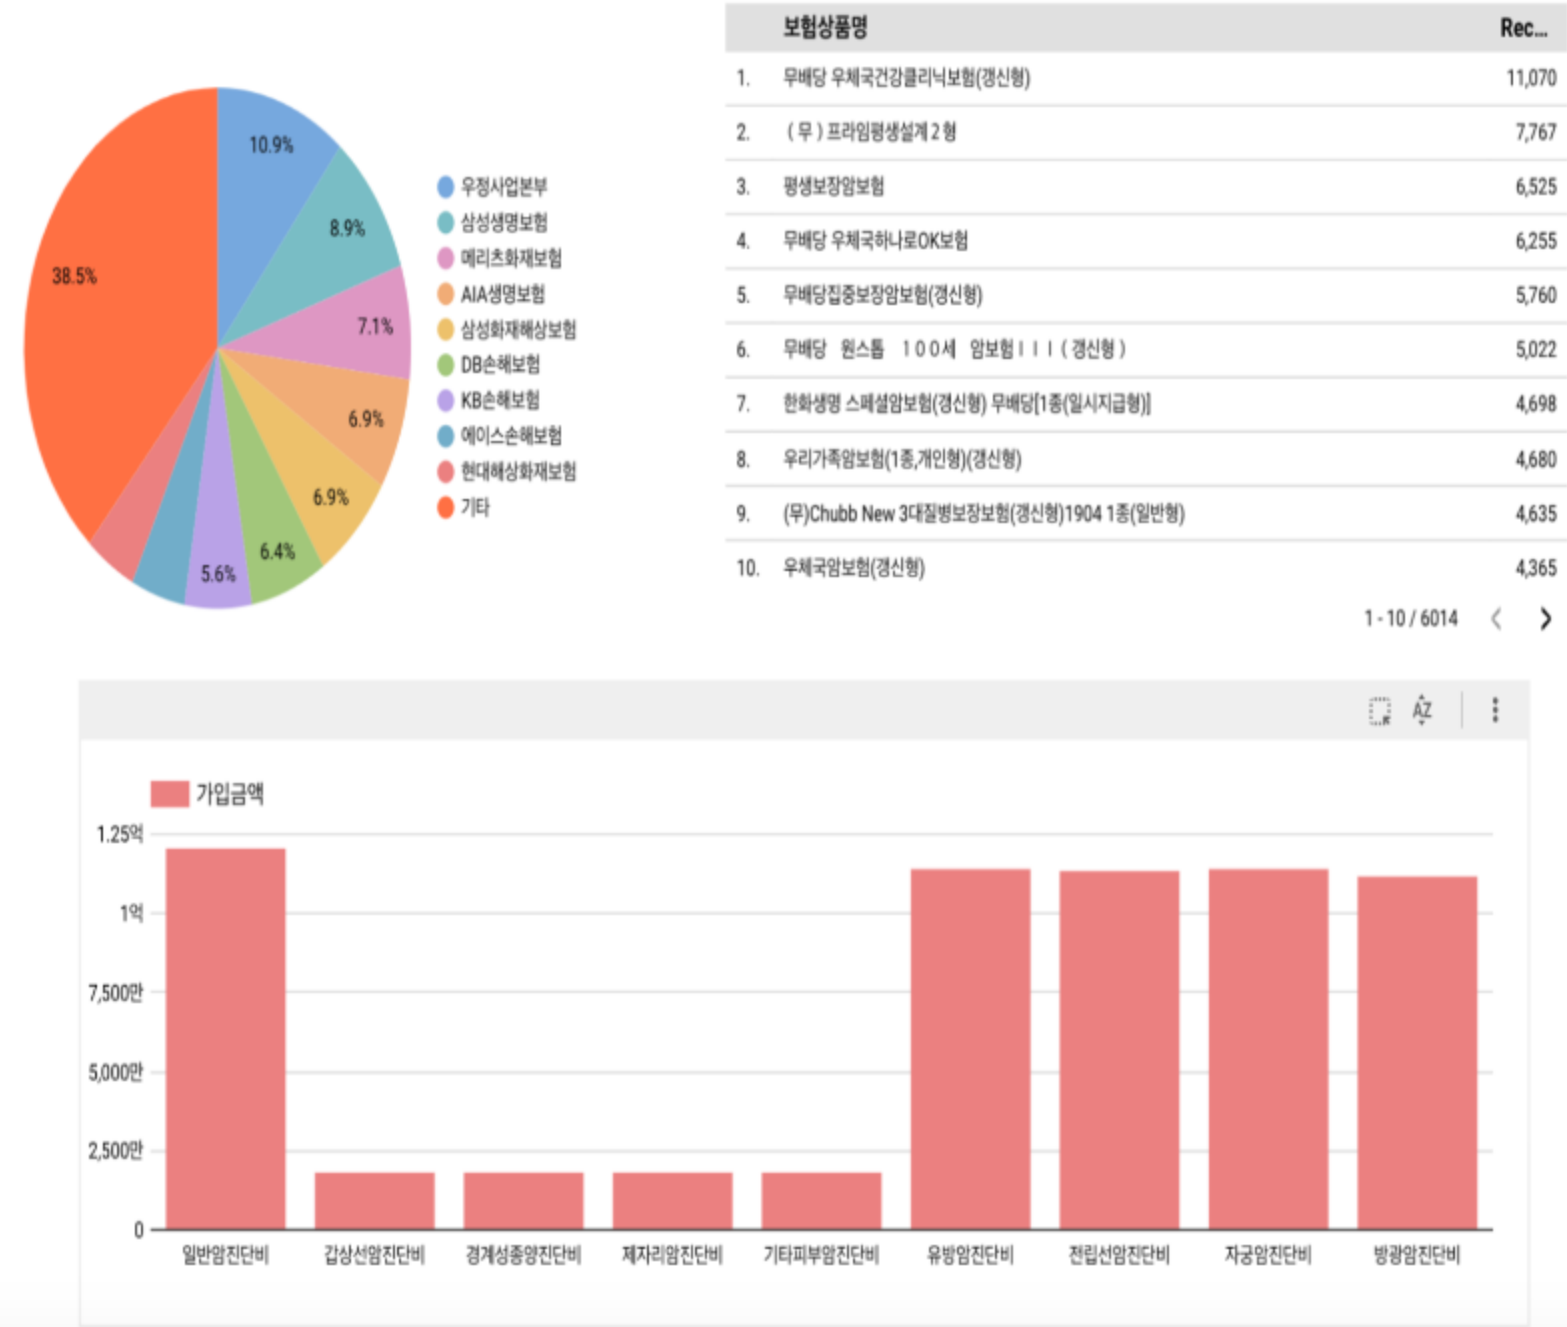 10.9%
8.9%
7.1%
6.9%
6.9%
6.4%
5.6%
38.5%
우정사업본부
삼성생명보험
메리츠화재보험
AIA생명보험
삼성화재해상보험
DB손해보험
KB손해보험
에이스손해보험
현대해상화재보험
기타
보험상품명 Rec...
1. 무배당 우체국건강클리닉보험(갱신형) 11,070
2. ( 무 ) 프라임평생설계 2 형 7,767
3. 평생보장암보험 6,525
4. 무배당 우체국하나로OK보험 6,255
5. 무배당집중보장암보험(갱신형) 5,760
6. 무배당 원스톱 1 0 0 세 암보험 I I I ( 갱신형 ) 5,022
7. 한화생명 스페셜암보험(갱신형) 무배당[1종(일시지급형)] 4,698
8. 우리가족암보험(1종,개인형)(갱신형) 4,680
9. (무)Chubb New 3대질병보장보험(갱신형)1904 1종(일반형) 4,635
10. 우체국암보험(갱신형) 4,365
1 - 10 / 6014
AZ
가입금액
1.25억
1억
7,500만
5,000만
2,500만
0
일반암진단비 갑상선암진단비 경계성종양진단비 제자리암진단비 기타피부암진단비 유방암진단비 전립선암진단비 자궁암진단비 방광암진단비